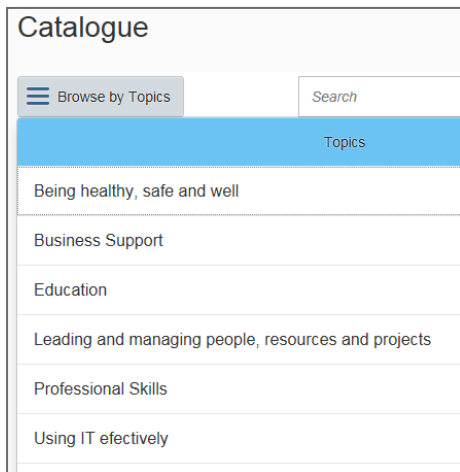 Catalogue
Browse by Topics
Search
Topics
Being healthy, safe and well
Business Support
Education
Leading and managing people, resources and projects
Professional Skills
Using IT efectively